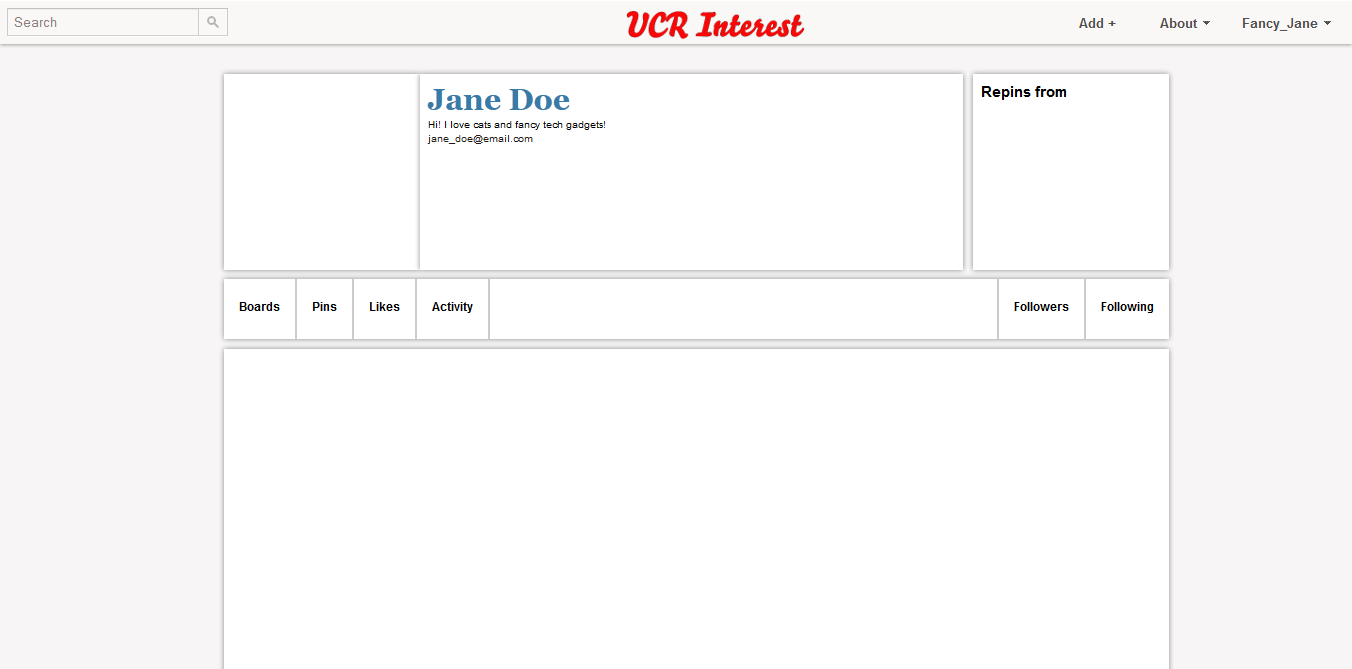 Search
UCR Interest
Add +
About
Fancy_Jane
Jane Doe
Hi! I love cats and fancy tech gadgets!
jane_doe@email.com
Repins from
Boards
Pins
Likes
Activity
Followers
Following